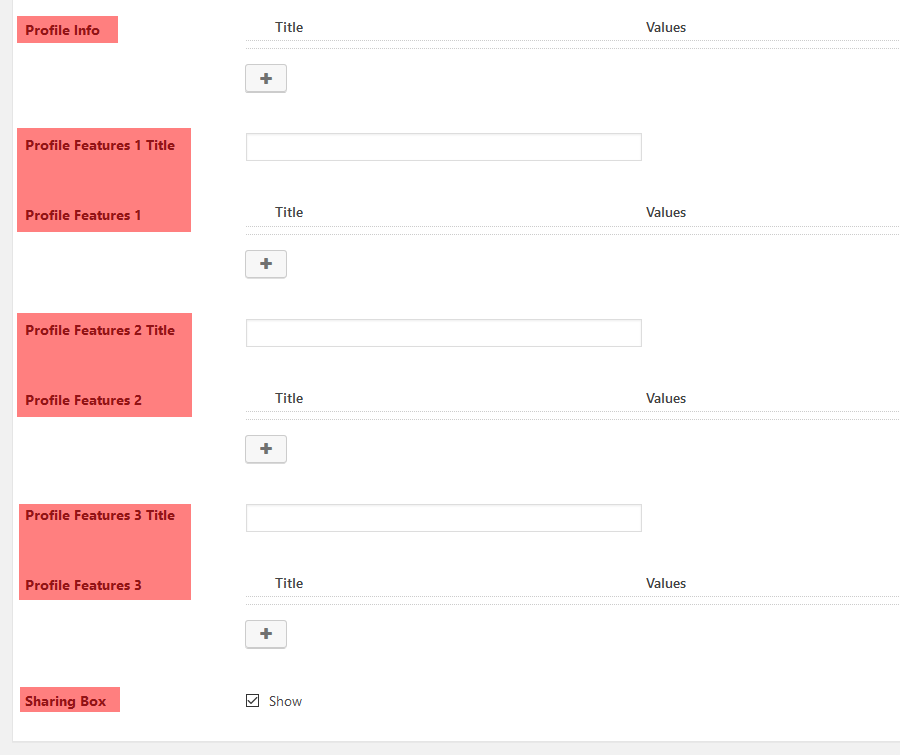 Profile Info Title Values
Profile Features 1 Title
Profile Features 1 Title Values
Profile Features 2 Title
Profile Features 2 Title Values
Profile Features 3 Title
Profile Features 3 Title Values
Sharing Box Show